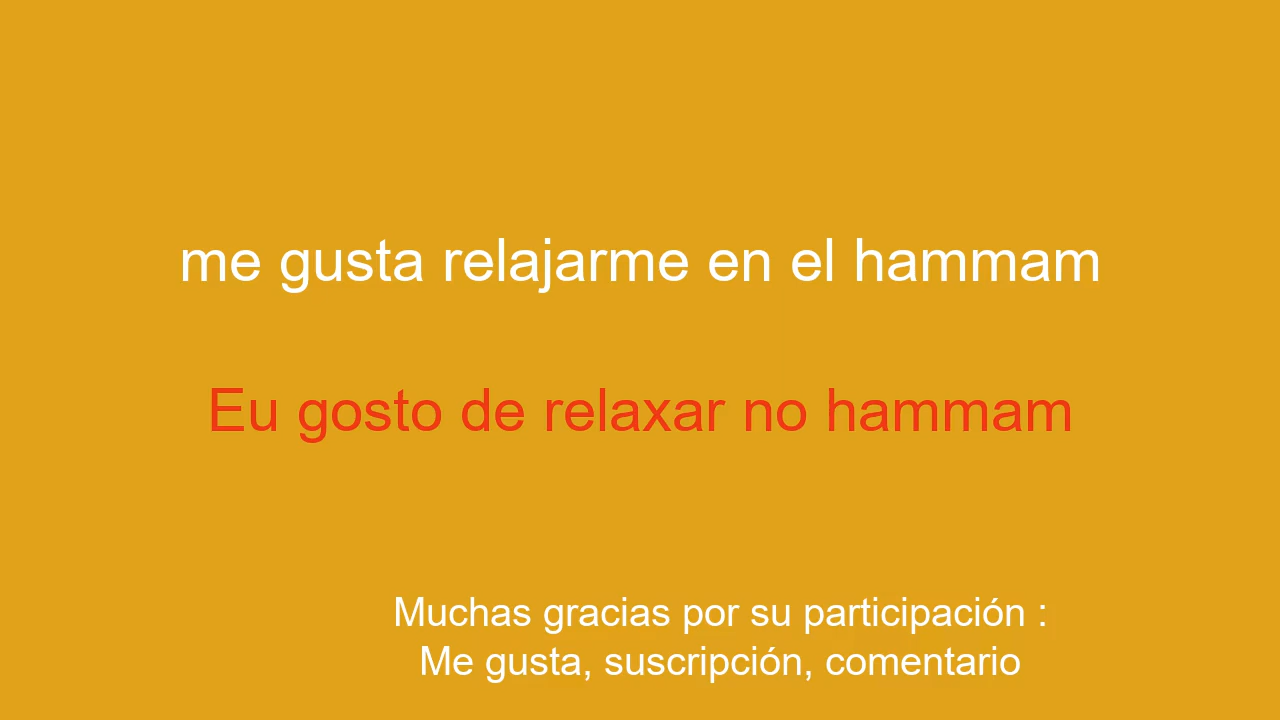 me gusta relajarme en el hammam
Eu gosto de relaxar no hammam
Muchas gracias por su participación :
Me gusta, suscripción, comentario